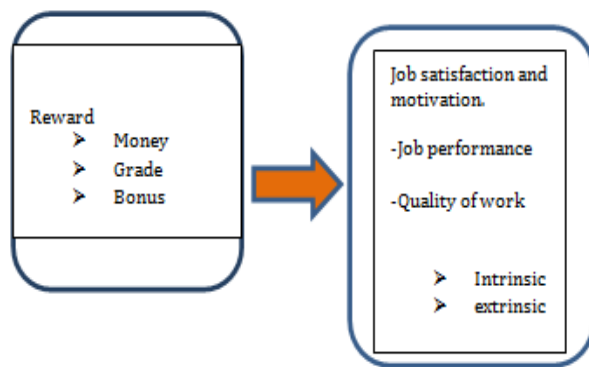 Reward
➢ Money
➢ Grade
➢ Bonus
Job satisfaction and
motivation.
-Job performance
-Quality of work
➢ Intrinsic
➢ extrinsic